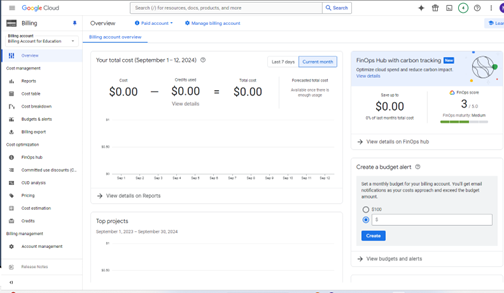 Google Cloud
Search (/) for resources, docs, products, and more
Search
4
Billing
Overview
Paid account
Manage billing account
Billing account
Billing Account for Education
Billing account overview
Overview
Cost management
Reports
Cost table
Cost breakdown
Budgets & alerts
Billing export
Cost optimization
FinOps hub
Committed use discounts (C...
CUD analysis
Pricing
Cost estimation
Credits
Billing management
Account management
Release Notes
Your total cost (September 1 – 12, 2024)
Last 7 days
Current month
Cost
$0.00
—
Credits used
$0.00
View details
=
Total cost
$0.00
Forecasted total cost
Available once there is
enough usage
$1
$0
Sep 1
Sep 2
Sep 3
Sep 4
Sep 5
Sep 6
Sep 7
Sep 8
Sep 9
Sep 10
Sep 11
Sep 12
View details on Reports
Top projects
September 1, 2023 – September 30, 2024
$1
$0
FinOps Hub with carbon tracking
New
Optimize cloud spend and reduce carbon impact.
View details
Save up to
$0.00
0% of last months total cost
FinOps score
3 / 5.0
FinOps maturity: Medium
View details on FinOps hub
Create a budget alert
Set a monthly budget for your billing account. You'll get email
notifications as your costs approach and exceed the budget
amount.
$100
$
Create
View budgets and alerts